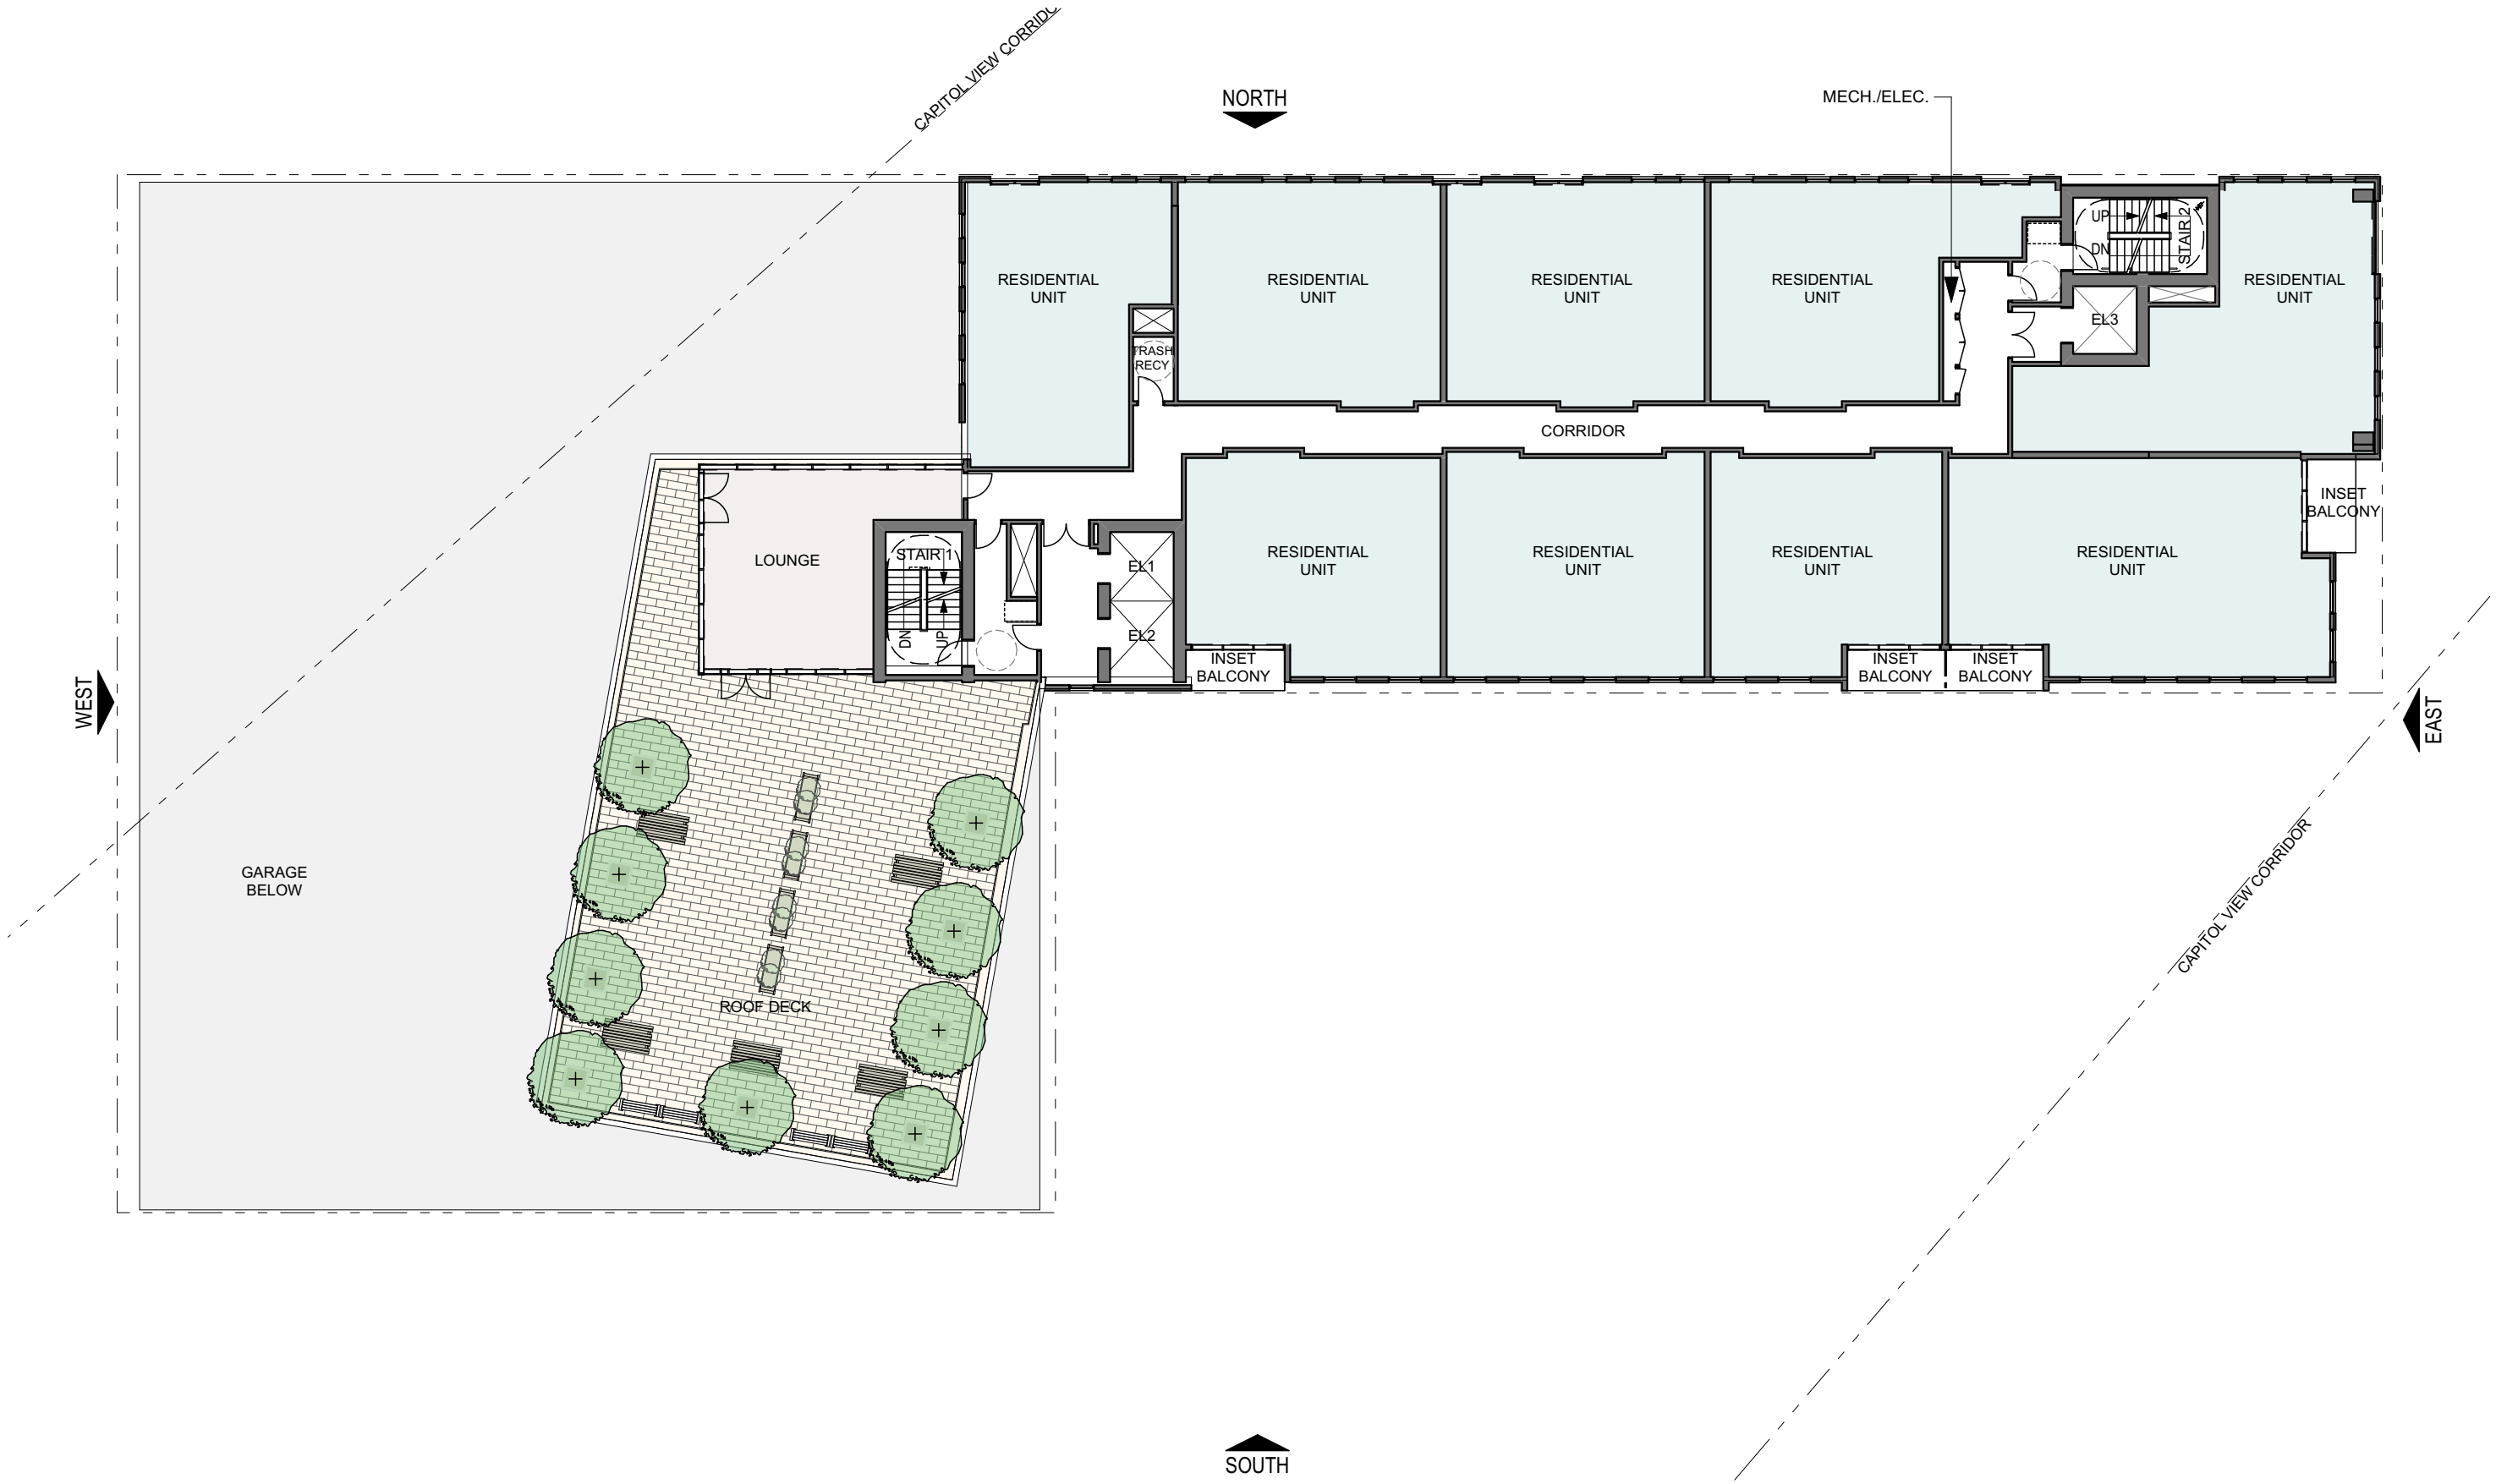 CAPITOL VIEW CORRIDO
NORTH
MECH./ELEC.
UP
DN
STAIR 2
RESIDENTIAL
UNIT
RESIDENTIAL
UNIT
RESIDENTIAL
UNIT
RESIDENTIAL
UNIT
RESIDENTIAL
UNIT
EL3
TRASH
RECY
CORRIDOR
INSET
BALCONY
LOUNGE
STAIR 1
DN
UP
EL1
EL2
RESIDENTIAL
UNIT
RESIDENTIAL
UNIT
RESIDENTIAL
UNIT
RESIDENTIAL
UNIT
INSET
BALCONY
INSET
BALCONY
INSET
BALCONY
WEST
EAST
GARAGE
BELOW
CAPITOL VIEW CORRIDOR
ROOF DECK
SOUTH